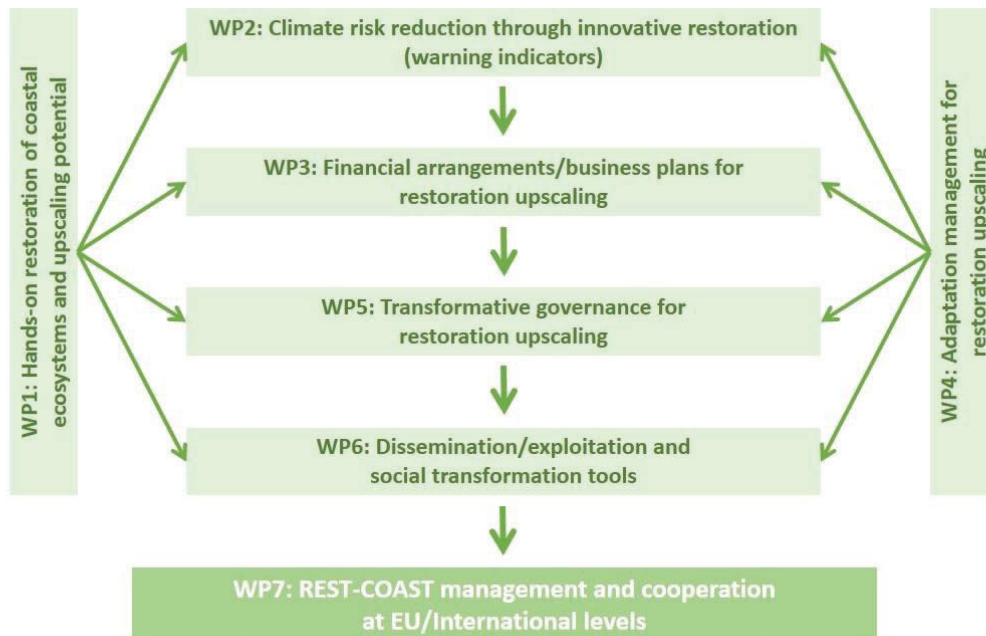 WP1: Hands-on restoration of coastal
ecosystems and upscaling potential
WP2: Climate risk reduction through innovative restoration
(warning indicators)
WP3: Financial arrangements/business plans for
restoration upscaling
WP5: Transformative governance for
restoration upscaling
WP6: Dissemination/exploitation and
social transformation tools
WP4: Adaptation management for
restoration upscaling
WP7: REST-COAST management and cooperation
at EU/International levels